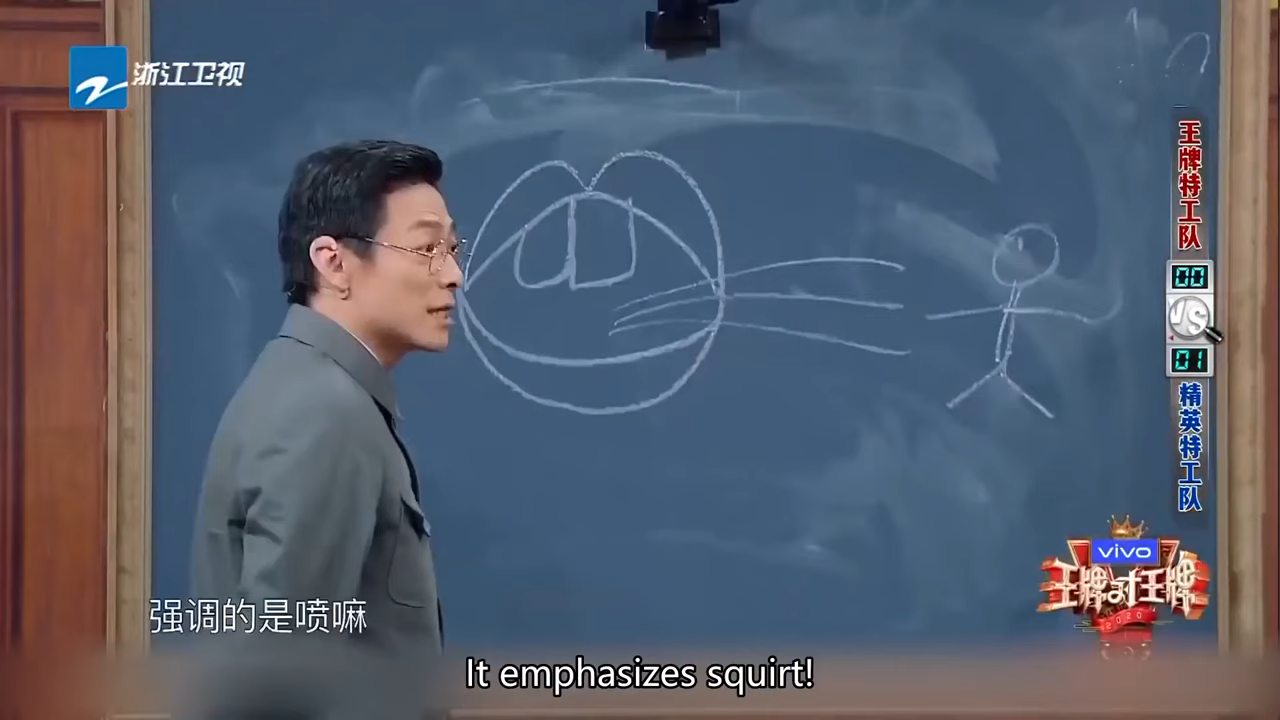 浙江卫视
王牌特工队
00
VS
01
精英特工队
vivo
王牌对王牌
2020
强调的是喷嘛
It emphasizes squirt!